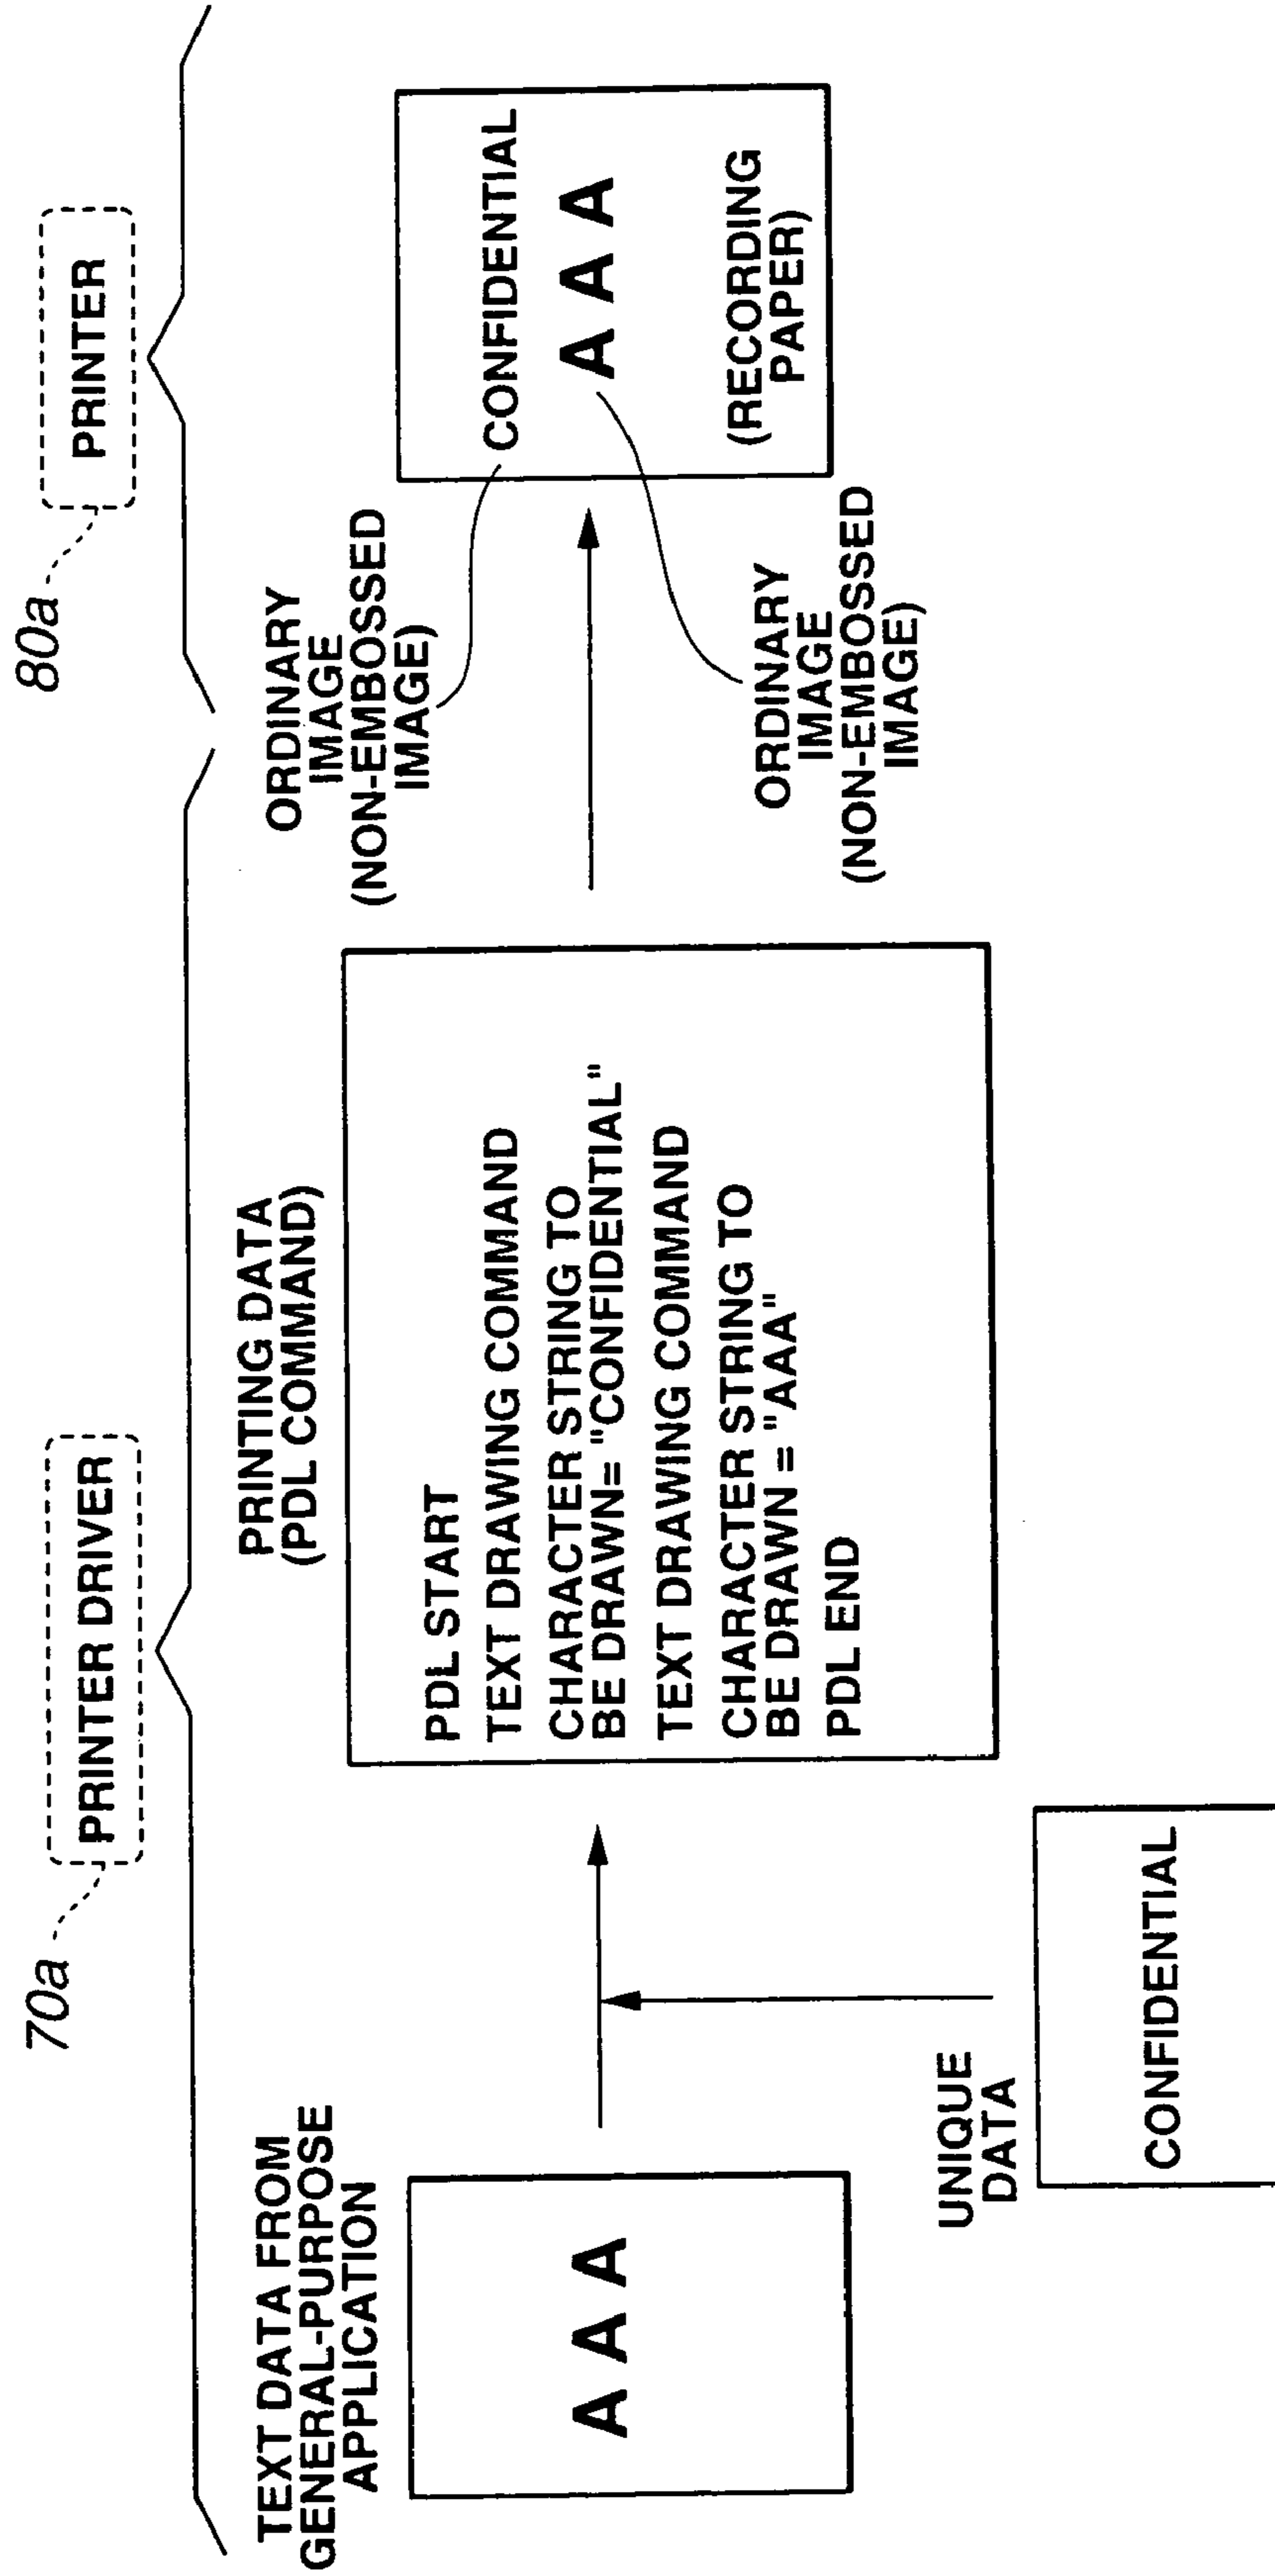 70a
PRINTER DRIVER
80a
PRINTER
TEXT DATA FROM
GENERAL-PURPOSE
APPLICATION
A A A
UNIQUE
DATA
CONFIDENTIAL
PRINTING DATA
(PDL COMMAND)
PDL START
TEXT DRAWING COMMAND
CHARACTER STRING TO
BE DRAWN= "CONFIDENTIAL"
TEXT DRAWING COMMAND
CHARACTER STRING TO
BE DRAWN = "AAA"
PDL END
ORDINARY
IMAGE
(NON-EMBOSSED
IMAGE)
ORDINARY
IMAGE
(NON-EMBOSSED
IMAGE)
CONFIDENTIAL
A A A
(RECORDING
PAPER)